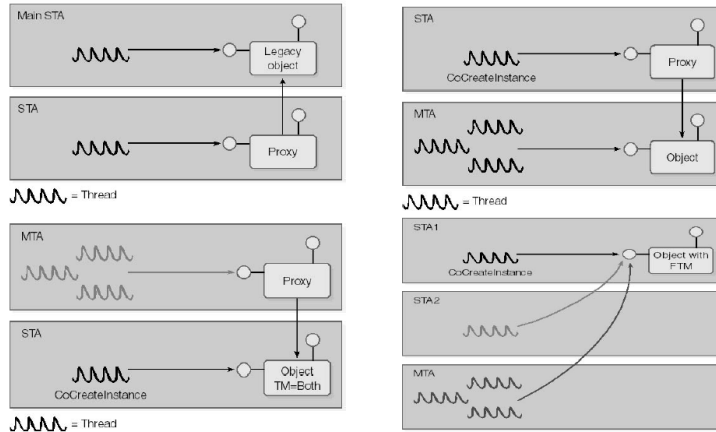 Main STA
Legacy
object
STA
Proxy
= Thread
MTA
Proxy
STA
CoCreateInstance
Object
TM=Both
= Thread
STA
CoCreateInstance
Proxy
MTA
Object
= Thread
STA1
CoCreateInstance
Object with
FTM
STA2
MTA